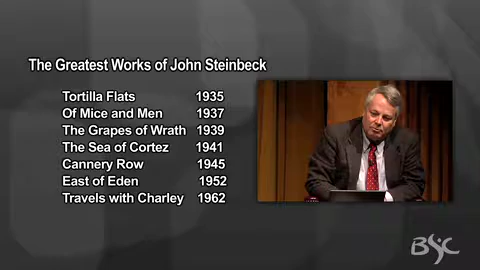 The Greatest Works of John Steinbeck
Tortilla Flats 1935
Of Mice and Men 1937
The Grapes of Wrath 1939
The Sea of Cortez 1941
Cannery Row 1945
East of Eden 1952
Travels with Charley 1962
BSC